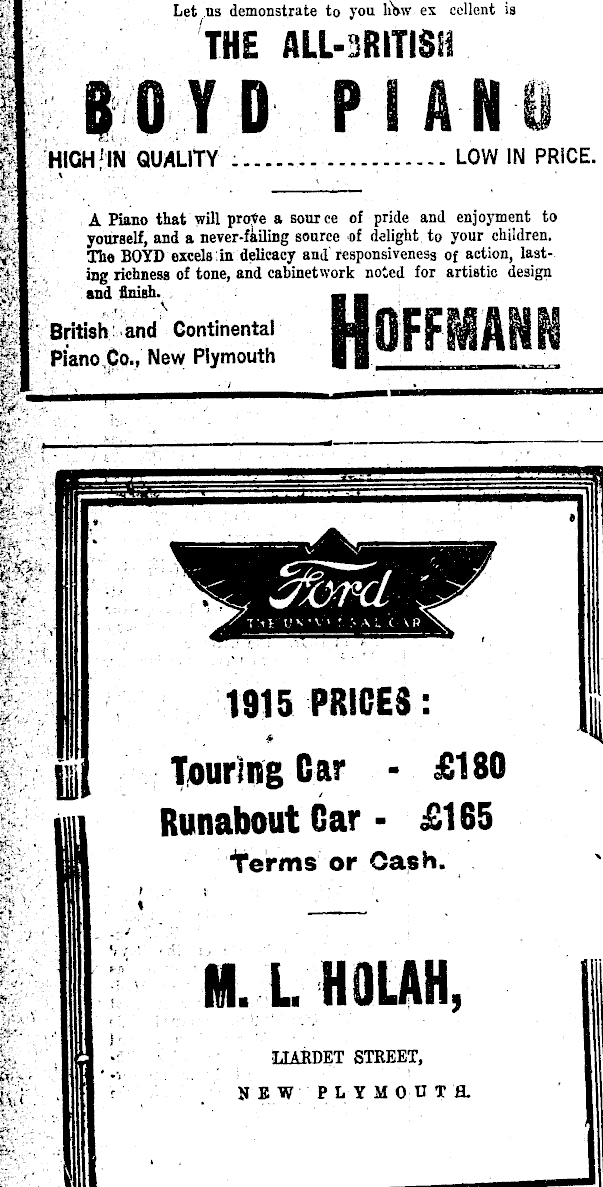 Let us demonstrate to you how ex cellent is
THE ALL-BRITISH
BOYD PIANO
HIGH IN QUALITY ...................... LOW IN PRICE.
A Piano that will prove a source of pride and enjoyment to
yourself, and a never-failing source of delight to your children.
The BOYD excels in delicacy and responsiveness of action, last-
ing richness of tone, and cabinetwork noted for artistic design
and finish.
British and Continental
Piano Co., New Plymouth
HOFFMANN
Ford
THE UNIVERSAL CAR
1915 PRICES:
Touring Car - £180
Runabout Car - £165
Terms or Cash.
M. L. HOLAH,
LIARDET STREET,
NEW PLYMOUTH.